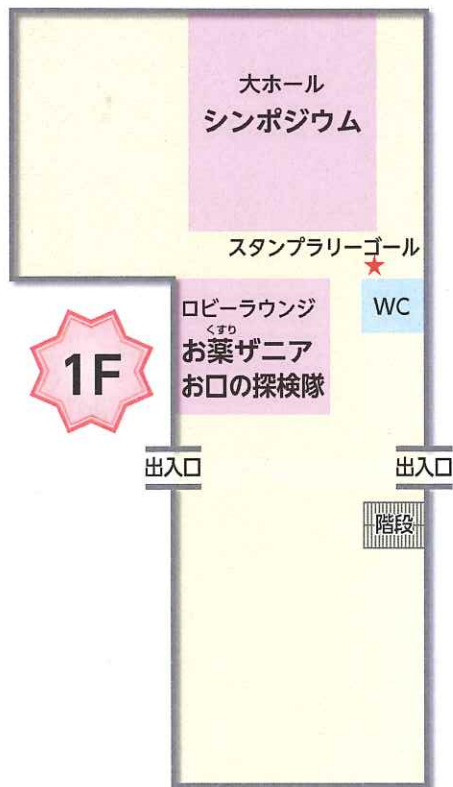 大ホール
シンポジウム
スタンプラリーゴール
★
WC
ロビーラウンジ
くすり
お薬ザニア
お口の探検隊
1F
出入口
出入口
階段